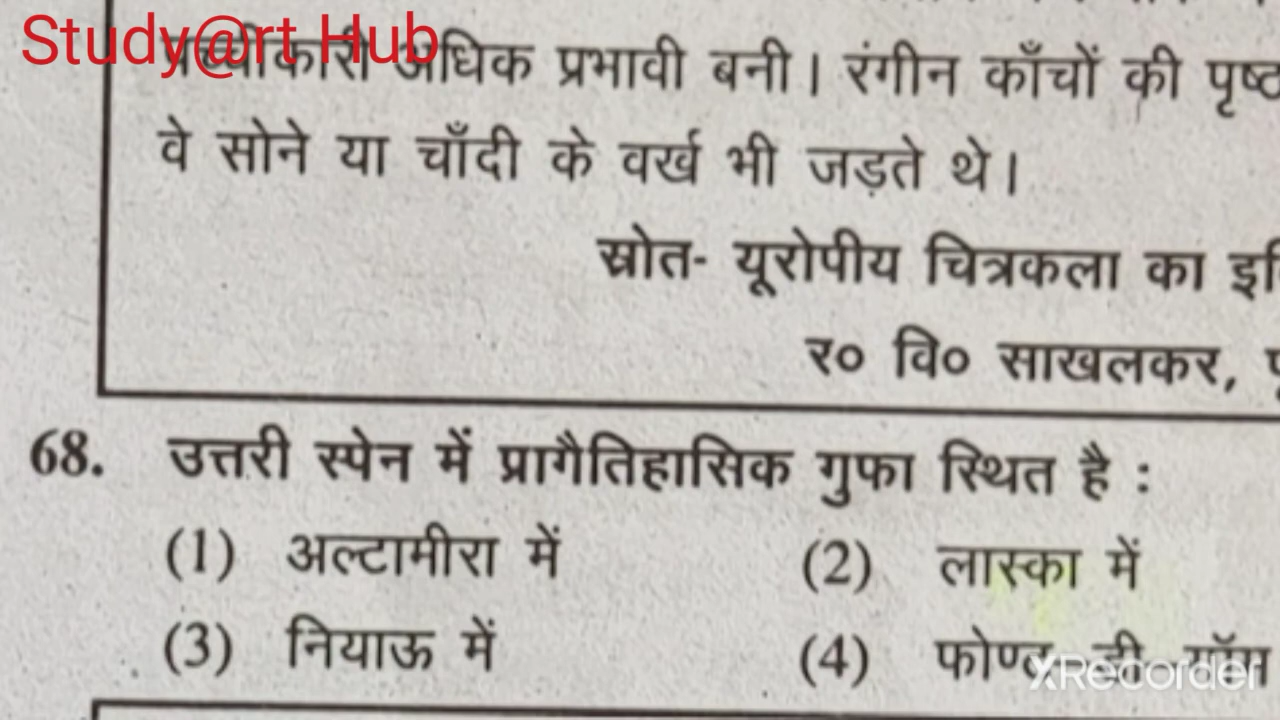 Study@rt Hub
अधिक प्रभावी बनी। रंगीन काँचों की
वे सोने या चाँदी के वर्ख भी जड़ते थे।
स्रोत- यूरोपीय चित्रकला का
र० वि० साखलकर,
68. उत्तरी स्पेन में प्रागैतिहासिक गुफा स्थित है :
(1) अल्टामीरा में (2) लास्का में
(3) नियाऊ में (4) फोण्ट डी गॉम
XRecorder